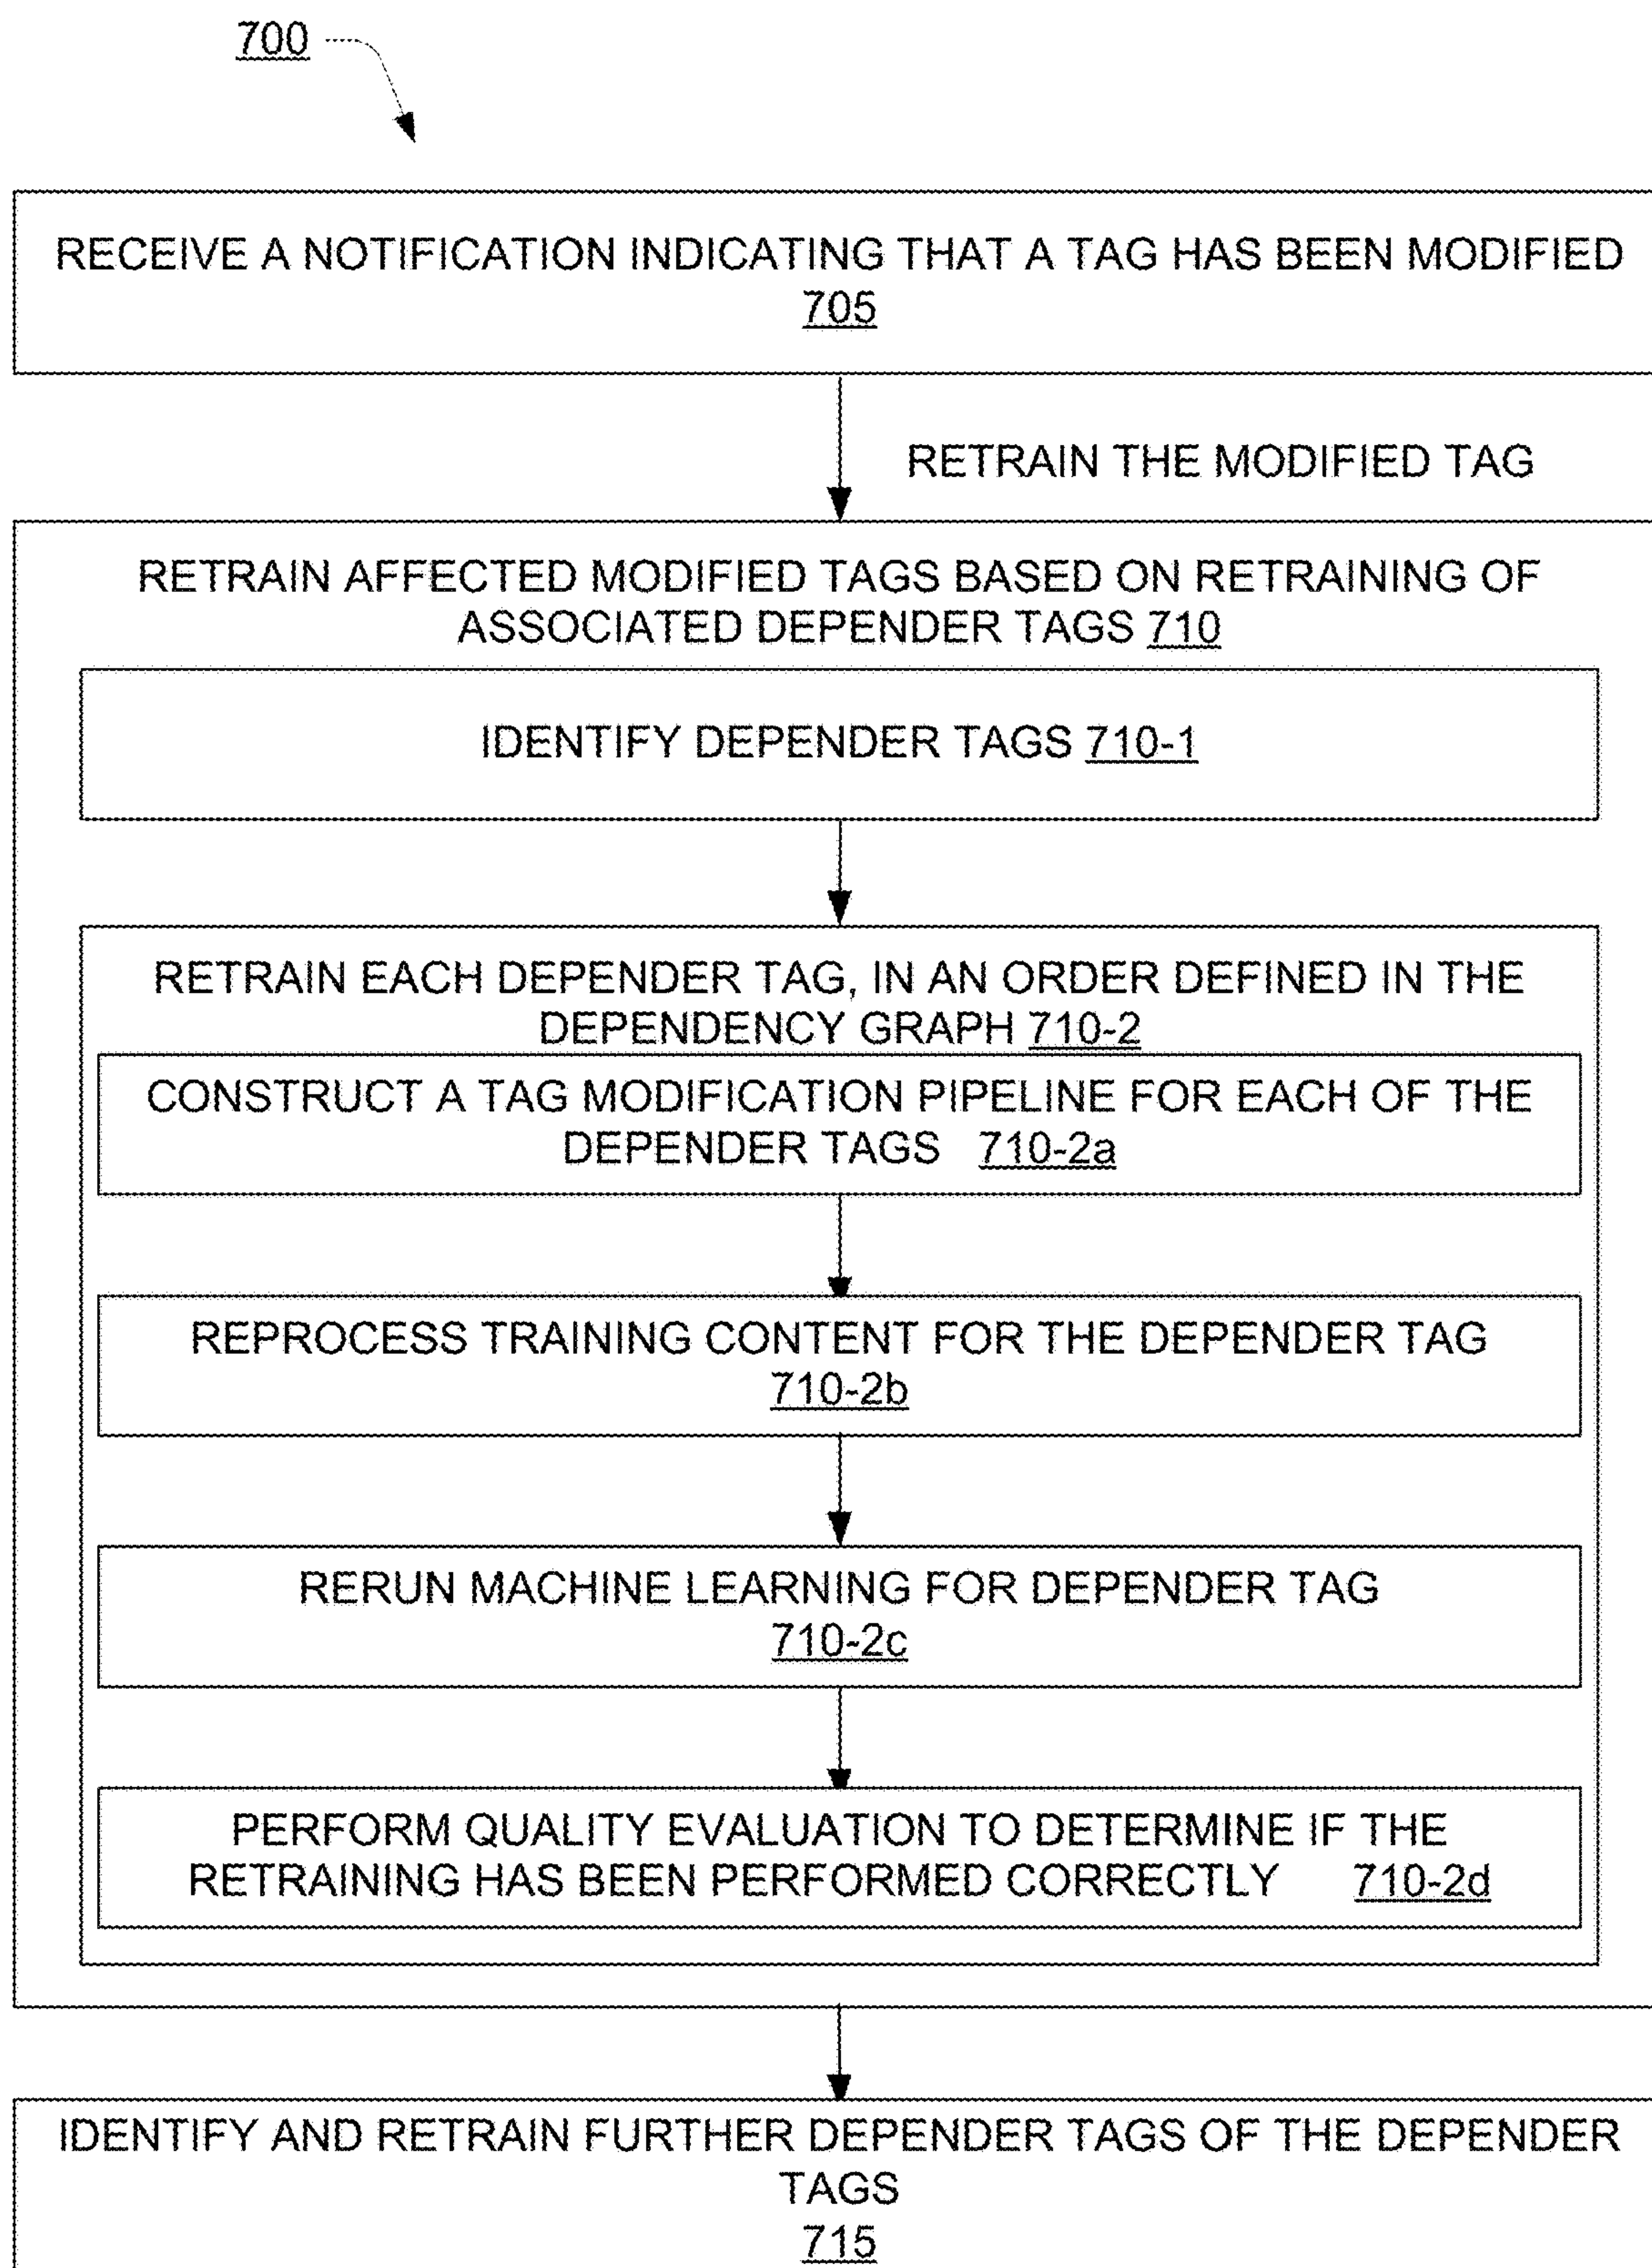 700
RECEIVE A NOTIFICATION INDICATING THAT A TAG HAS BEEN MODIFIED
705
RETRAIN THE MODIFIED TAG
RETRAIN AFFECTED MODIFIED TAGS BASED ON RETRAINING OF
ASSOCIATED DEPENDER TAGS 710
IDENTIFY DEPENDER TAGS 710-1
RETRAIN EACH DEPENDER TAG, IN AN ORDER DEFINED IN THE
DEPENDENCY GRAPH 710-2
CONSTRUCT A TAG MODIFICATION PIPELINE FOR EACH OF THE
DEPENDER TAGS 710-2a
REPROCESS TRAINING CONTENT FOR THE DEPENDER TAG
710-2b
RERUN MACHINE LEARNING FOR DEPENDER TAG
710-2c
PERFORM QUALITY EVALUATION TO DETERMINE IF THE
RETRAINING HAS BEEN PERFORMED CORRECTLY 710-2d
IDENTIFY AND RETRAIN FURTHER DEPENDER TAGS OF THE DEPENDER
TAGS
715